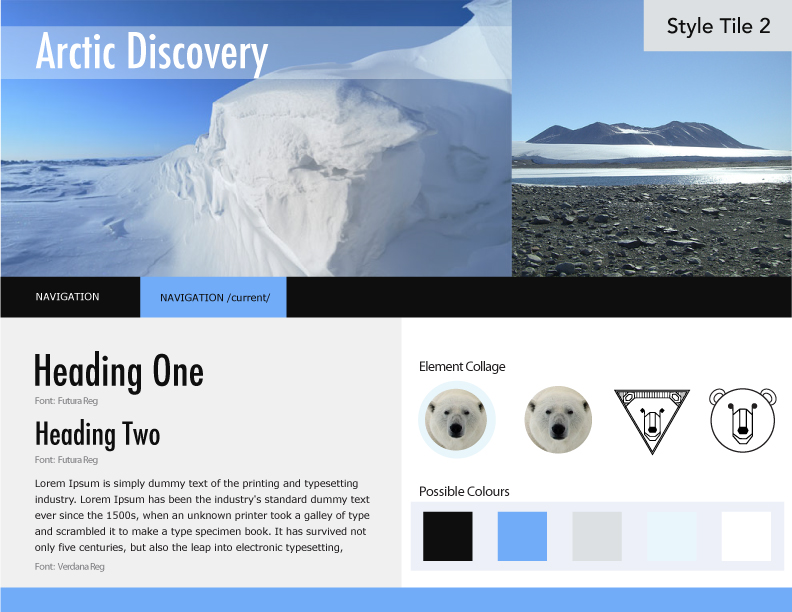 Arctic Discovery
Style Tile 2
NAVIGATION
NAVIGATION /current/
Heading One
Font: Futura Reg
Heading Two
Font: Futura Reg
Lorem Ipsum is simply dummy text of the printing and typesetting
industry. Lorem Ipsum has been the industry's standard dummy text
ever since the 1500s, when an unknown printer took a galley of type
and scrambled it to make a type specimen book. It has survived not
only five centuries, but also the leap into electronic typesetting,
Font: Verdana Reg
Element Collage
Possible Colours